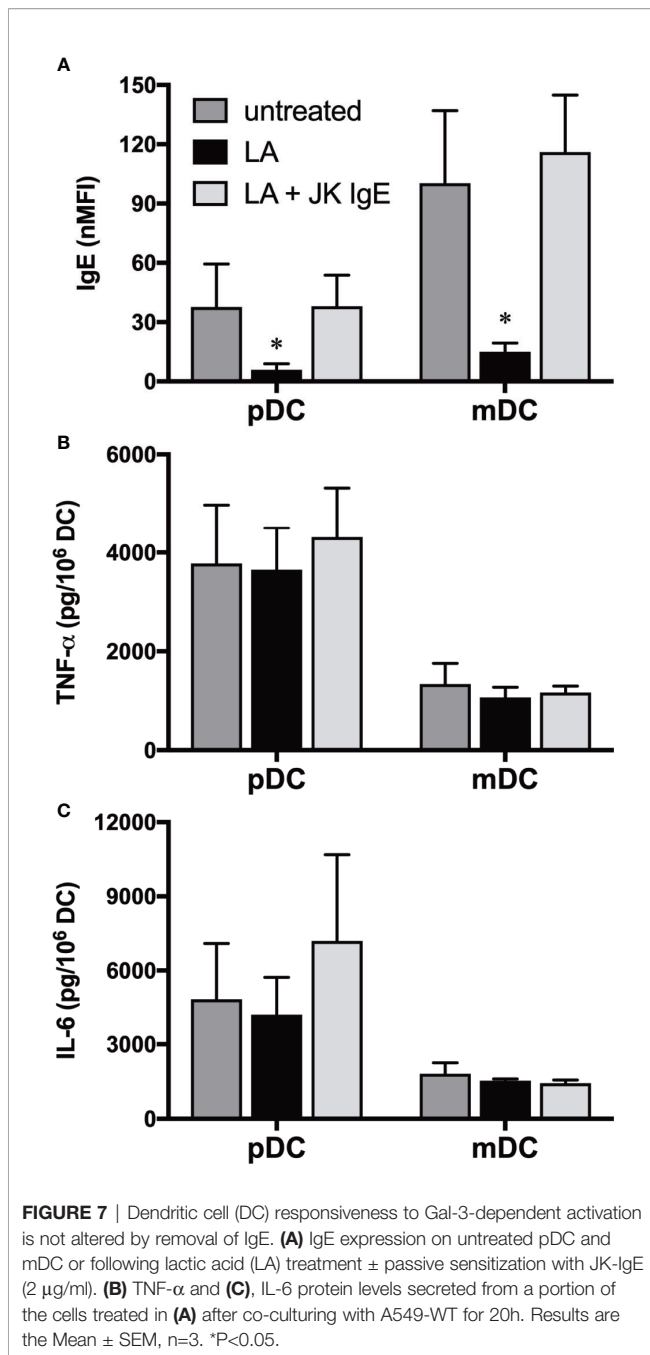 A
150
120
90
60
30
0
IgE (nMFI)
untreated
LA
LA + JK IgE
* *
pDC mDC
B
6000
4000
2000
0
TNF-α (pg/10⁶ DC)
pDC mDC
C
12000
9000
6000
3000
0
IL-6 (pg/10⁶ DC)
pDC mDC
FIGURE 7 | Dendritic cell (DC) responsiveness to Gal-3-dependent activation
is not altered by removal of IgE. (A) IgE expression on untreated pDC and
mDC or following lactic acid (LA) treatment ± passive sensitization with JK-IgE
(2 μg/ml). (B) TNF-α and (C), IL-6 protein levels secreted from a portion of
the cells treated in (A) after co-culturing with A549-WT for 20h. Results are
the Mean ± SEM, n=3. *P<0.05.